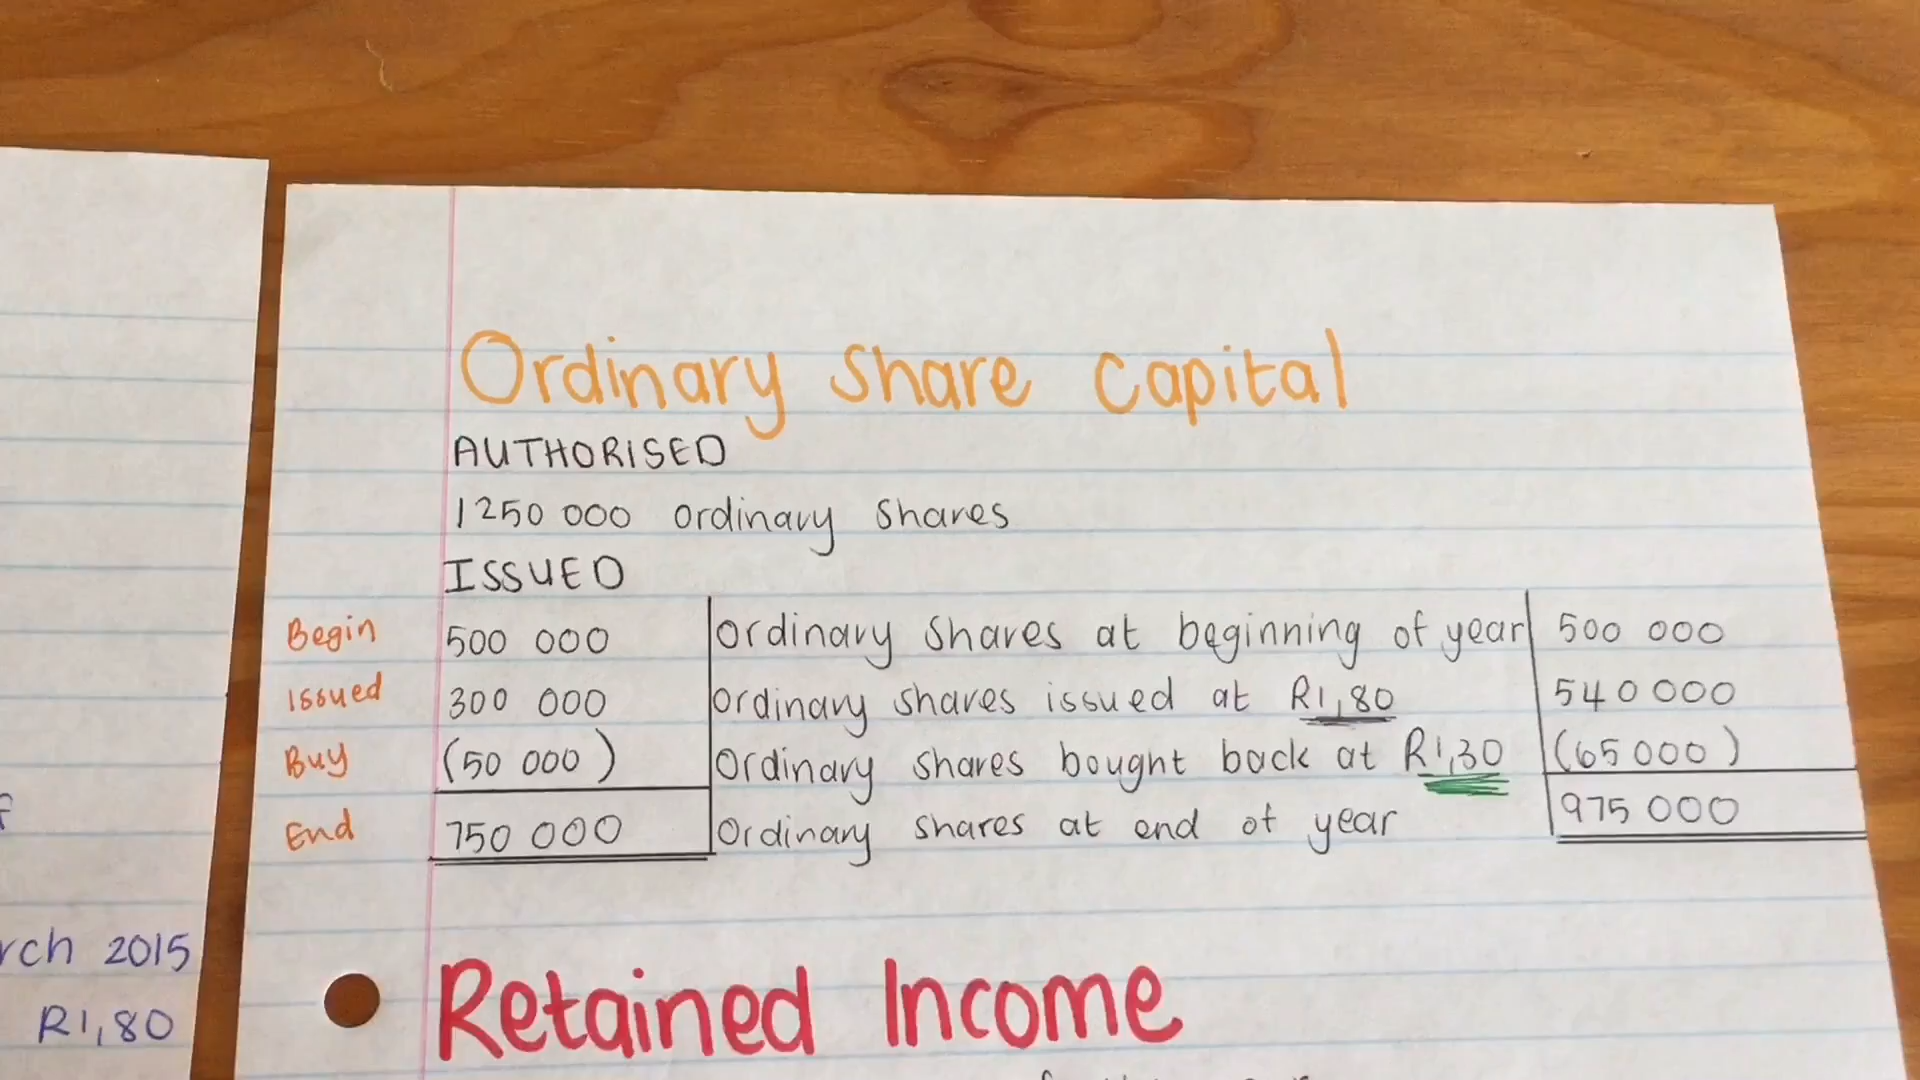 Ordinary Share Capital
AUTHORISED
1250 000 ordinary shares
ISSUED
Begin 500 000 Ordinary shares at beginning of year 500 000
Issued 300 000 Ordinary shares issued at R1,80 540 000
Buy (50 000) Ordinary shares bought back at R1,30 (65 000)
End 750 000 Ordinary shares at end of year 975 000
Retained Income
rch 2015
R1,80